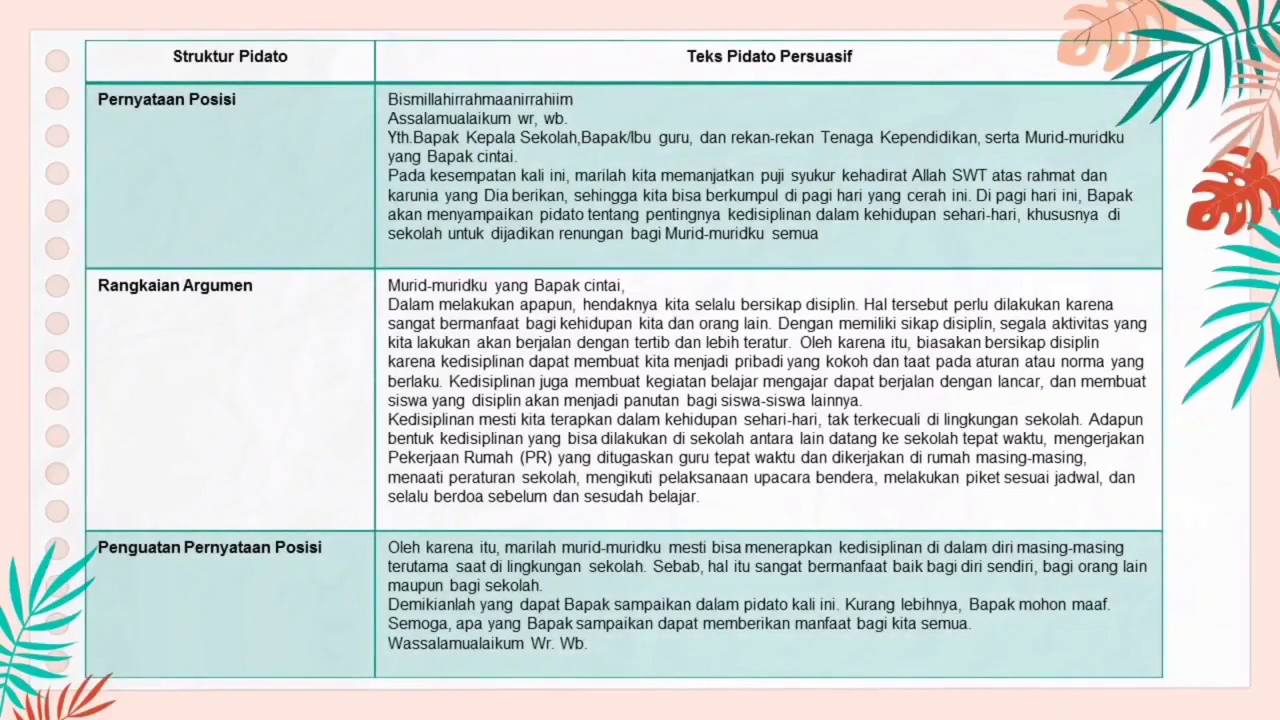 Struktur Pidato
Teks Pidato Persuasif
Pernyataan Posisi
Bismillahirrahmaanirrahiim
Assalamualaikum wr, wb.
Yth.Bapak Kepala Sekolah,Bapak/Ibu guru, dan rekan-rekan Tenaga Kependidikan, serta Murid-muridku
yang Bapak cintai.
Pada kesempatan kali ini, marilah kita memanjatkan puji syukur kehadirat Allah SWT atas rahmat dan
karunia yang Dia berikan, sehingga kita bisa berkumpul di pagi hari yang cerah ini. Di pagi hari ini, Bapak
akan menyampaikan pidato tentang pentingnya kedisiplinan dalam kehidupan sehari-hari, khususnya di
sekolah untuk dijadikan renungan bagi Murid-muridku semua
Rangkaian Argumen
Murid-muridku yang Bapak cintai,
Dalam melakukan apapun, hendaknya kita selalu bersikap disiplin. Hal tersebut perlu dilakukan karena
sangat bermanfaat bagi kehidupan kita dan orang lain. Dengan memiliki sikap disiplin, segala aktivitas yang
kita lakukan akan berjalan dengan tertib dan lebih teratur. Oleh karena itu, biasakan bersikap disiplin
karena kedisiplinan dapat membuat kita menjadi pribadi yang kokoh dan taat pada aturan atau norma yang
berlaku. Kedisiplinan juga membuat kegiatan belajar mengajar dapat berjalan dengan lancar, dan membuat
siswa yang disiplin akan menjadi panutan bagi siswa-siswa lainnya.
Kedisiplinan mesti kita terapkan dalam kehidupan sehari-hari, tak terkecuali di lingkungan sekolah. Adapun
bentuk kedisiplinan yang bisa dilakukan di sekolah antara lain datang ke sekolah tepat waktu, mengerjakan
Pekerjaan Rumah (PR) yang ditugaskan guru tepat waktu dan dikerjakan di rumah masing-masing,
menaati peraturan sekolah, mengikuti pelaksanaan upacara bendera, melakukan piket sesuai jadwal, dan
selalu berdoa sebelum dan sesudah belajar.
Penguatan Pernyataan Posisi
Oleh karena itu, marilah murid-muridku mesti bisa menerapkan kedisiplinan di dalam diri masing-masing
terutama saat di lingkungan sekolah. Sebab, hal itu sangat bermanfaat baik bagi diri sendiri, bagi orang lain
maupun bagi sekolah.
Demikianlah yang dapat Bapak sampaikan dalam pidato kali ini. Kurang lebihnya, Bapak mohon maaf.
Semoga, apa yang Bapak sampaikan dapat memberikan manfaat bagi kita semua.
Wassalamualaikum Wr. Wb.